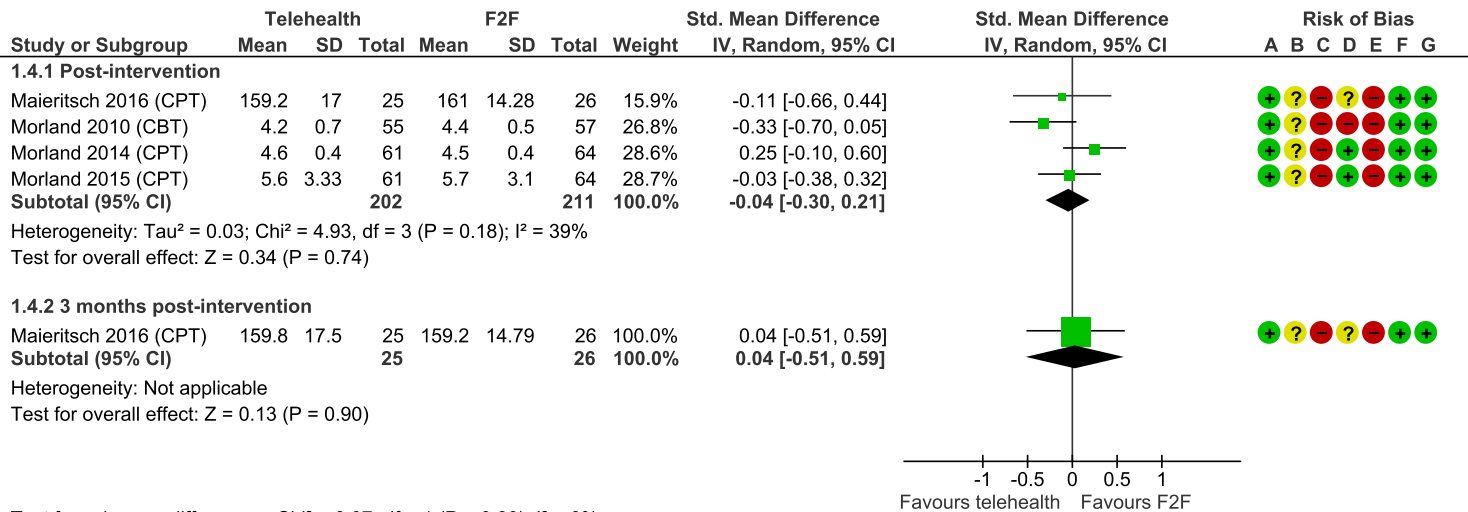 Telehealth F2F Std. Mean Difference Std. Mean Difference Risk of Bias
Study or Subgroup Mean SD Total Mean SD Total Weight IV, Random, 95% CI IV, Random, 95% CI A B C D E F G
1.4.1 Post-intervention
Maieritsch 2016 (CPT) 159.2 17 25 161 14.28 26 15.9% -0.11 [-0.66, 0.44] + ? – ? – + +
Morland 2010 (CBT) 4.2 0.7 55 4.4 0.5 57 26.8% -0.33 [-0.70, 0.05] + ? – – – + +
Morland 2014 (CPT) 4.6 0.4 61 4.5 0.4 64 28.6% 0.25 [-0.10, 0.60] + ? – + – + +
Morland 2015 (CPT) 5.6 3.33 61 5.7 3.1 64 28.7% -0.03 [-0.38, 0.32] + ? – + – + +
Subtotal (95% CI) 202 211 100.0% -0.04 [-0.30, 0.21]
Heterogeneity: Tau² = 0.03; Chi² = 4.93, df = 3 (P = 0.18); I² = 39%
Test for overall effect: Z = 0.34 (P = 0.74)
1.4.2 3 months post-intervention
Maieritsch 2016 (CPT) 159.8 17.5 25 159.2 14.79 26 100.0% 0.04 [-0.51, 0.59] + ? – ? – + +
Subtotal (95% CI) 25 26 100.0% 0.04 [-0.51, 0.59]
Heterogeneity: Not applicable
Test for overall effect: Z = 0.13 (P = 0.90)
-1 -0.5 0 0.5 1
Favours telehealth Favours F2F